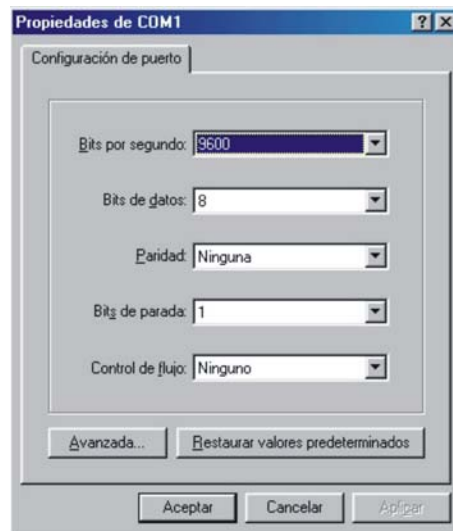 Propiedades de COM1
Configuración de puerto
Bits por segundo: 9600
Bits de datos: 8
Paridad: Ninguna
Bits de parada: 1
Control de flujo: Ninguno
Avanzada... Restaurar valores predeterminados
Aceptar Cancelar Aplicar